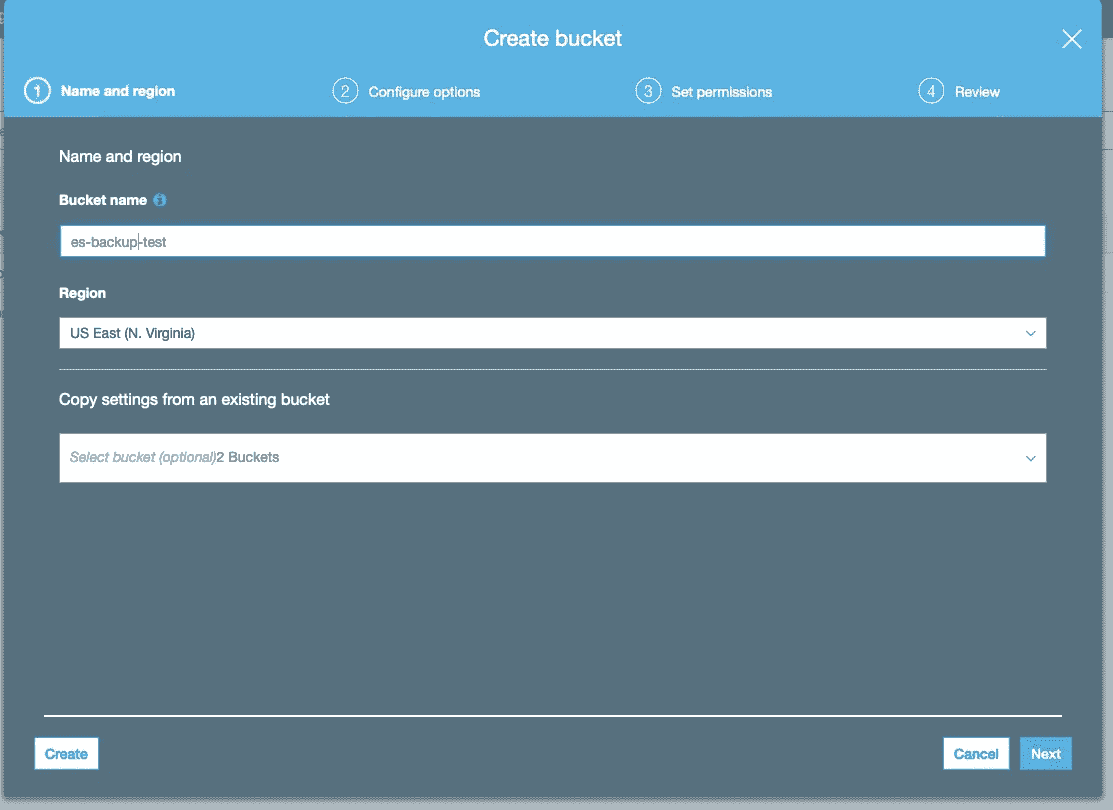 Create bucket
1 Name and region 2 Configure options 3 Set permissions 4 Review
Name and region
Bucket name
es-backup-test
Region
US East (N. Virginia)
Copy settings from an existing bucket
Select bucket (optional)2 Buckets
Create Cancel Next